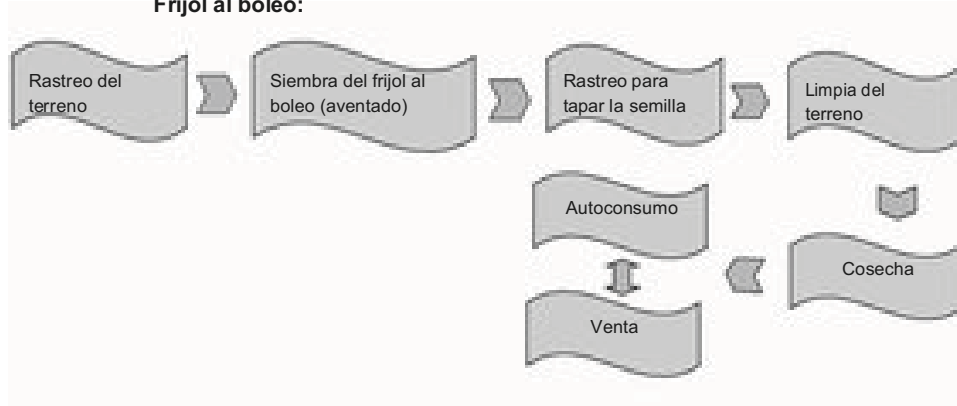 Frijol al boleo:
Rastreo del
terreno
Siembra del frijol al
boleo (aventado)
Rastreo para
tapar la semilla
Limpia del
terreno
Autoconsumo
Cosecha
Venta